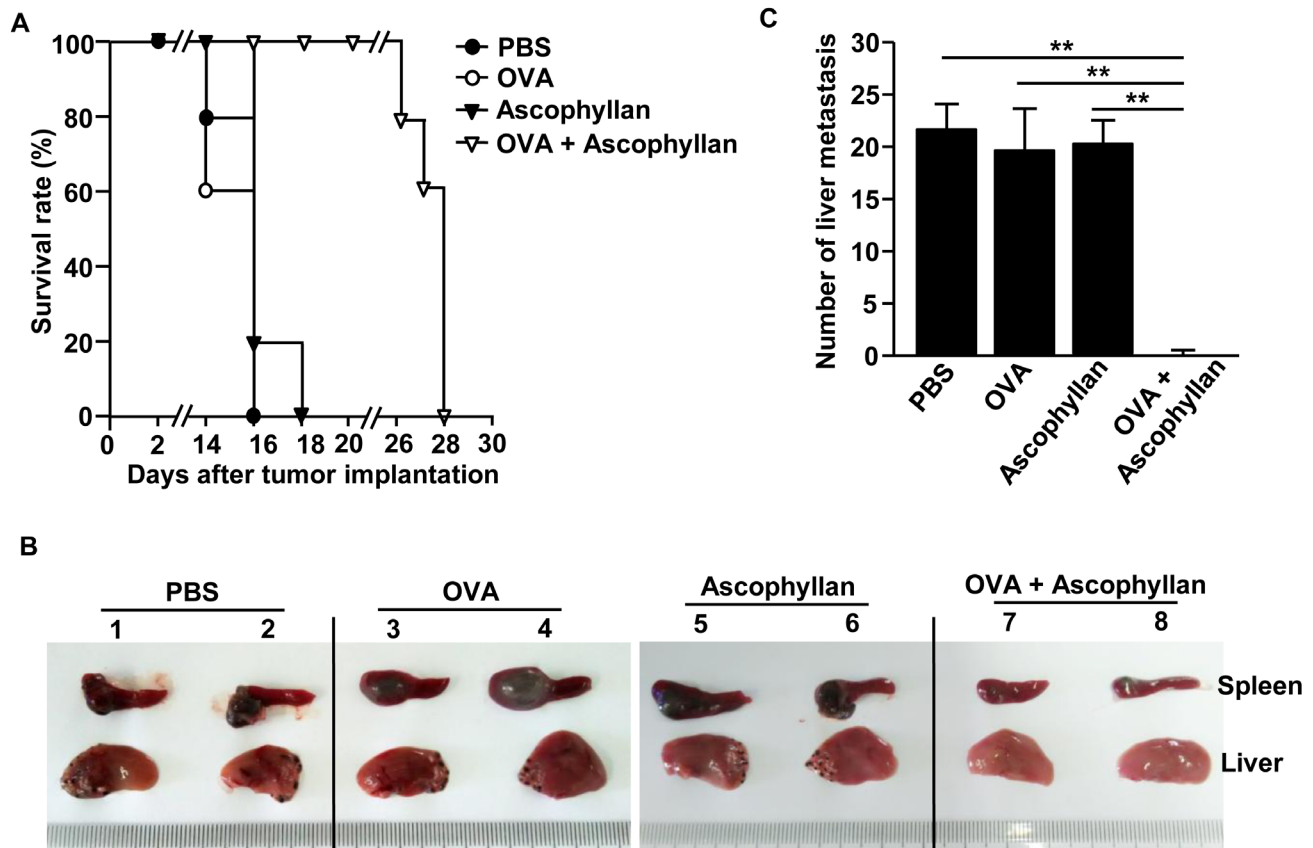 A
Survival rate (%)
100
80
60
40
20
0
0 2 14 16 18 20 26 28 30
Days after tumor implantation
PBS
OVA
Ascophyllan
OVA + Ascophyllan
C
Number of liver metastasis
30
25
20
15
10
5
0
**
**
**
PBS
OVA
Ascophyllan
OVA +
Ascophyllan
B
PBS OVA Ascophyllan OVA + Ascophyllan
1 2 3 4 5 6 7 8
Spleen
Liver